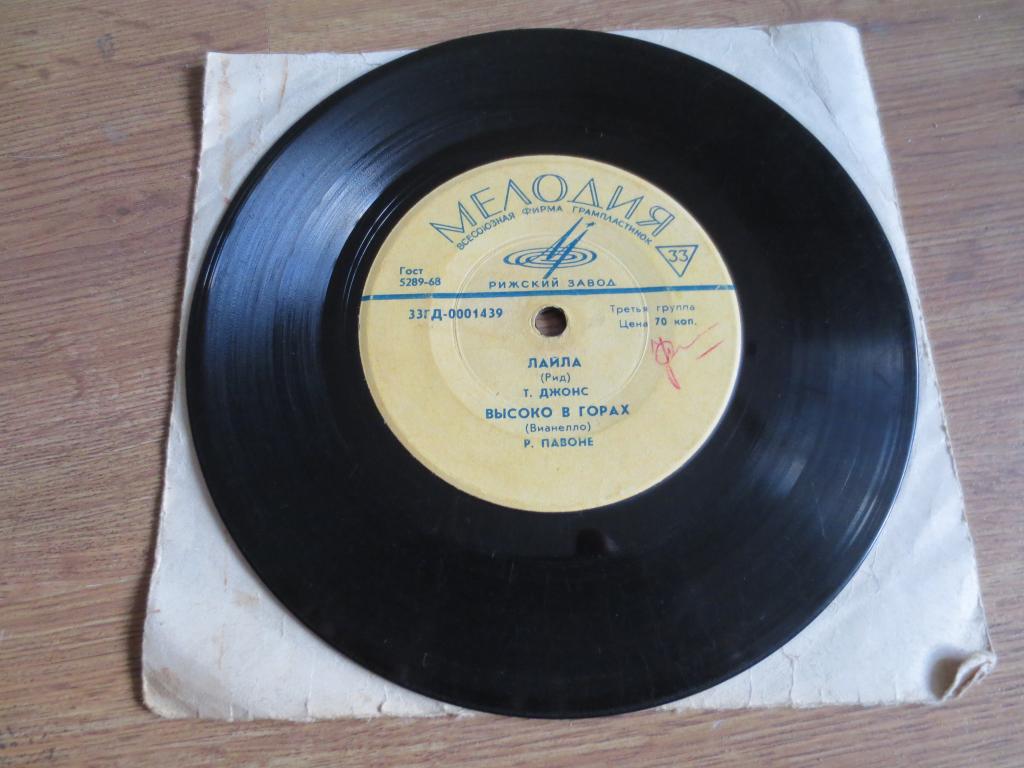 МЕЛОДИЯ
ВСЕСОЮЗНАЯ ФИРМА ГРАМПЛАСТИНОК
33
Гост
5289-68
РИЖСКИЙ ЗАВОД
33ГД-0001439
Третья группа
Цена 70 коп.
ЛАЙЛА
(Рид)
Т. ДЖОНС
ВЫСОКО В ГОРАХ
(Вианелло)
Р. ПАВОНЕ